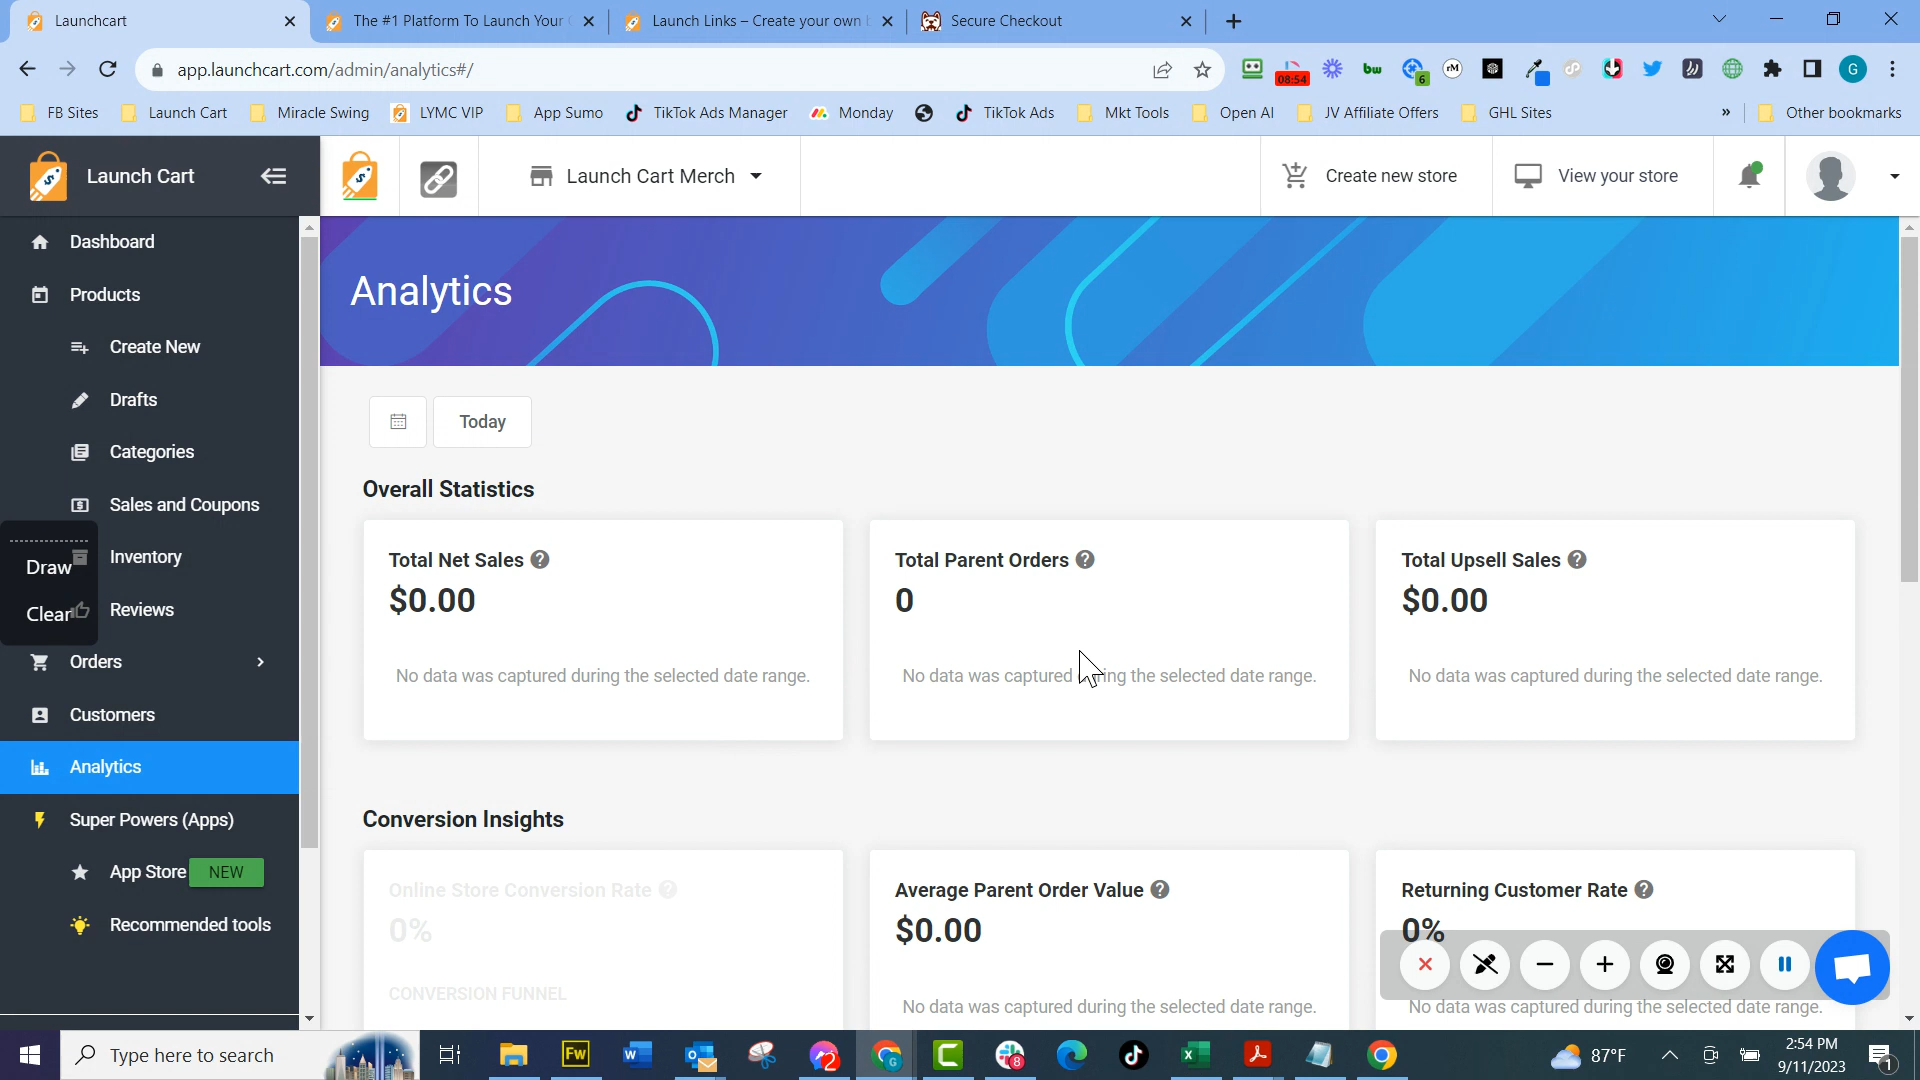 Launchcart
The #1 Platform To Launch Your
Launch Links – Create your own
Secure Checkout
app.launchcart.com/admin/analytics#/
08:54
bw
6
rM
G
FB Sites
Launch Cart
Miracle Swing
LYMC VIP
App Sumo
TikTok Ads Manager
Monday
TikTok Ads
Mkt Tools
Open AI
JV Affiliate Offers
GHL Sites
»
Other bookmarks
Launch Cart
Launch Cart Merch
Create new store
View your store
Dashboard
Products
Create New
Drafts
Categories
Sales and Coupons
Inventory
Reviews
Draw
Clear
Orders
Customers
Analytics
Super Powers (Apps)
App Store NEW
Recommended tools
Analytics
Today
Overall Statistics
Total Net Sales ?
$0.00
No data was captured during the selected date range.
Total Parent Orders ?
0
No data was captured during the selected date range.
Total Upsell Sales ?
$0.00
No data was captured during the selected date range.
Conversion Insights
Online Store Conversion Rate ?
0%
CONVERSION FUNNEL
Average Parent Order Value ?
$0.00
No data was captured during the selected date range.
Returning Customer Rate ?
0%
No data was captured during the selected date range.
Type here to search
Fw
2
8
87°F
2:54 PM
9/11/2023
1